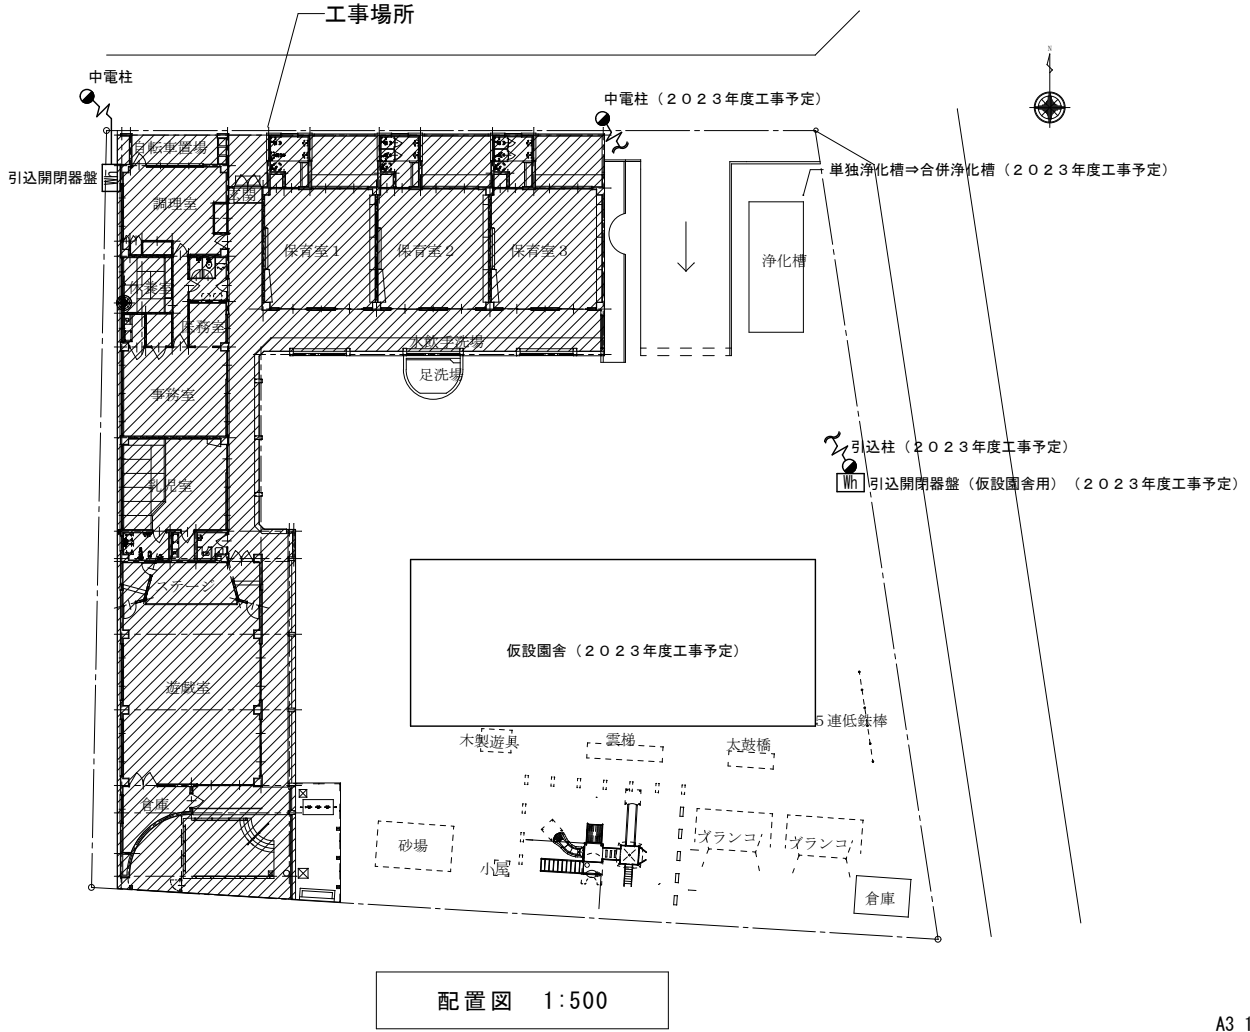 工事場所
N
中電柱
中電柱（２０２３年度工事予定）
自転車置場
単独浄化槽⇒合併浄化槽（２０２３年度工事予定）
引込開閉器盤
Wh
玄関
調理室
保育室１
保育室２
保育室３
浄化槽
休養室
医務室
水飲手洗場
足洗場
事務室
引込柱（２０２３年度工事予定）
Wh
引込開閉器盤（仮設園舎用）（２０２３年度工事予定）
乳児室
ステージ
仮設園舎（２０２３年度工事予定）
遊戯室
５連低鉄棒
木製遊具
雲梯
太鼓橋
倉庫
砂場
ブランコ
ブランコ
小屋
倉庫
配置図　1:500
A3 1